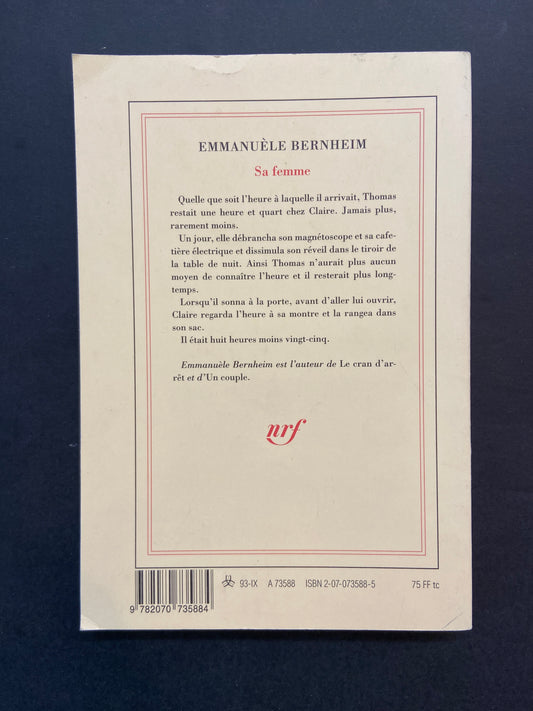 EMMANUÈLE BERNHEIM
Sa femme
Quelle que soit l'heure à laquelle il arrivait, Thomas
restait une heure et quart chez Claire. Jamais plus,
rarement moins.
Un jour, elle débrancha son magnétoscope et sa cafe-
tière électrique et dissimula son réveil dans le tiroir de
la table de nuit. Ainsi Thomas n'aurait plus aucun
moyen de connaître l'heure et il resterait plus long-
temps.
Lorsqu'il sonna à la porte, avant d'aller lui ouvrir,
Claire regarda l'heure à sa montre et la rangea dans
son sac.
Il était huit heures moins vingt-cinq.
Emmanuèle Bernheim est l'auteur de Le cran d'ar-
rêt et d'Un couple.
nrf
93-IX A 73588 ISBN 2-07-073588-5 75 FF tc
9 782070 735884